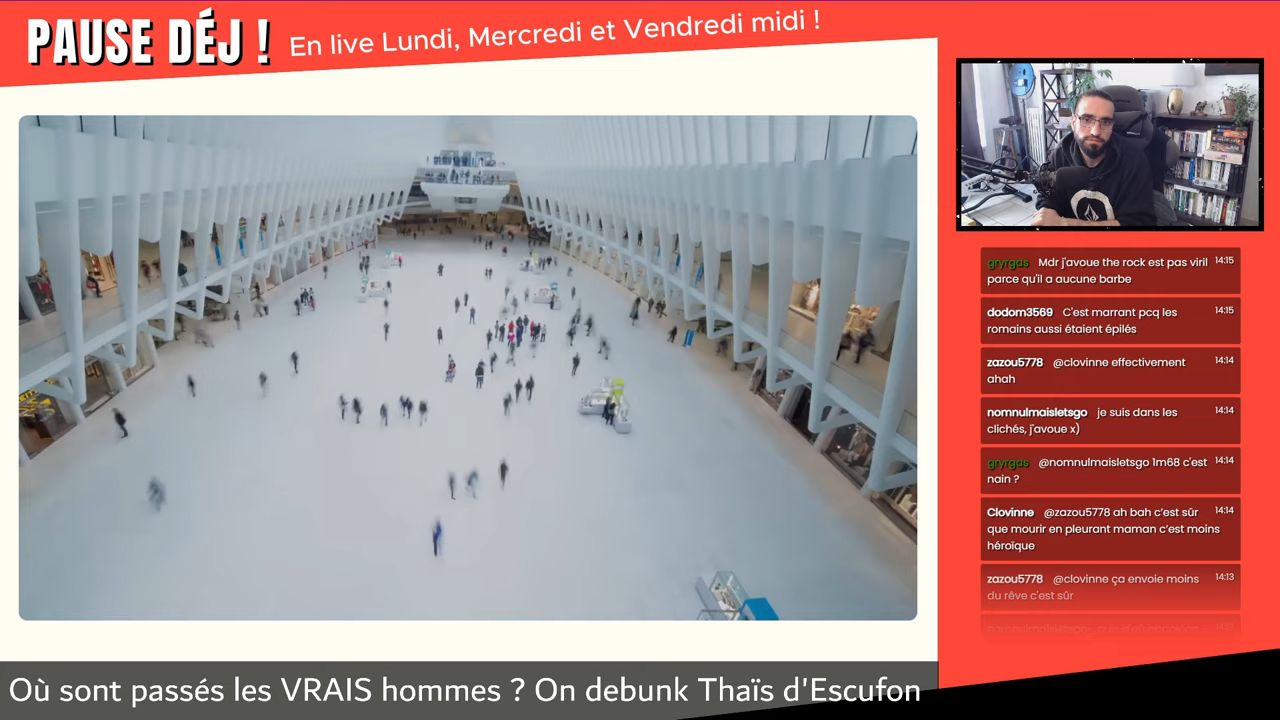 PAUSE DÉJ !
En live Lundi, Mercredi et Vendredi midi !
gryrgas Mdr j'avoue the rock est pas viril 14:15
parce qu'il a aucune barbe
dodom3569 C'est marrant pcq les 14:15
romains aussi étaient épilés
zazou5778 @clovinne effectivement 14:14
ahah
nomnulmaisletsgo je suis dans les 14:14
clichés, j'avoue x)
gryrgas @nomnulmaisletsgo 1m68 c'est 14:14
nain ?
Clovinne @zazou5778 ah bah c'est sûr 14:14
que mourir en pleurant maman c'est moins
héroïque
zazou5778 @clovinne ça envoie moins 14:13
du rêve c'est sûr
Où sont passés les VRAIS hommes ? On debunk Thaïs d'Escufon